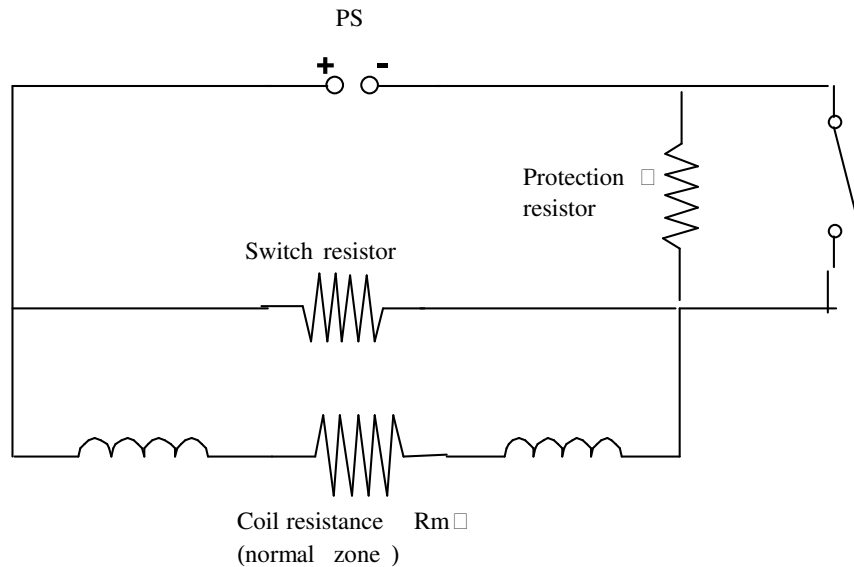 PS
+ -
Protection □
resistor
Switch resistor
Coil resistance Rm□
(normal zone )